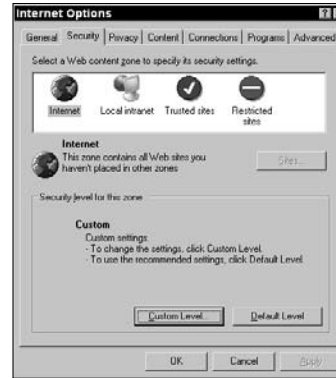 Internet Options
General Security Privacy Content Connections Programs Advanced
Select a Web content zone to specify its security settings.
Internet Local intranet Trusted sites Restricted sites
Internet
This zone contains all Web sites you
haven't placed in other zones
Sites...
Security level for this zone
Custom
Custom settings.
- To change the settings, click Custom Level.
- To use the recommended settings, click Default Level.
Custom Level... Default Level
OK Cancel Apply